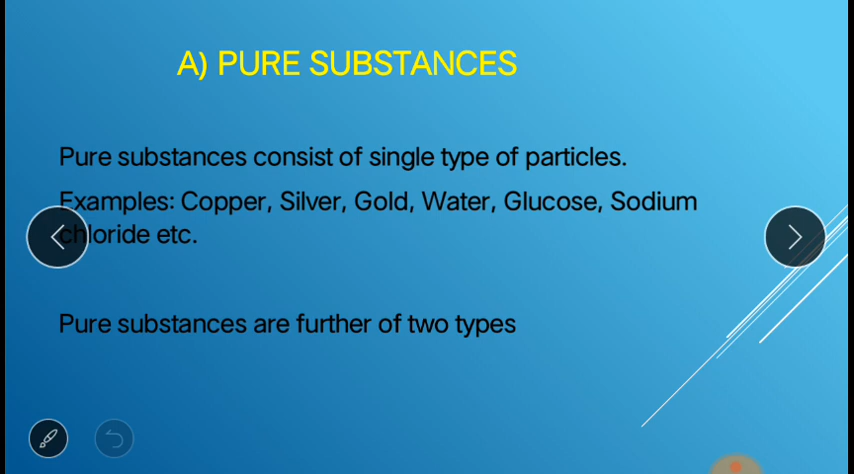 A) PURE SUBSTANCES
Pure substances consist of single type of particles.
Examples: Copper, Silver, Gold, Water, Glucose, Sodium
chloride etc.
Pure substances are further of two types